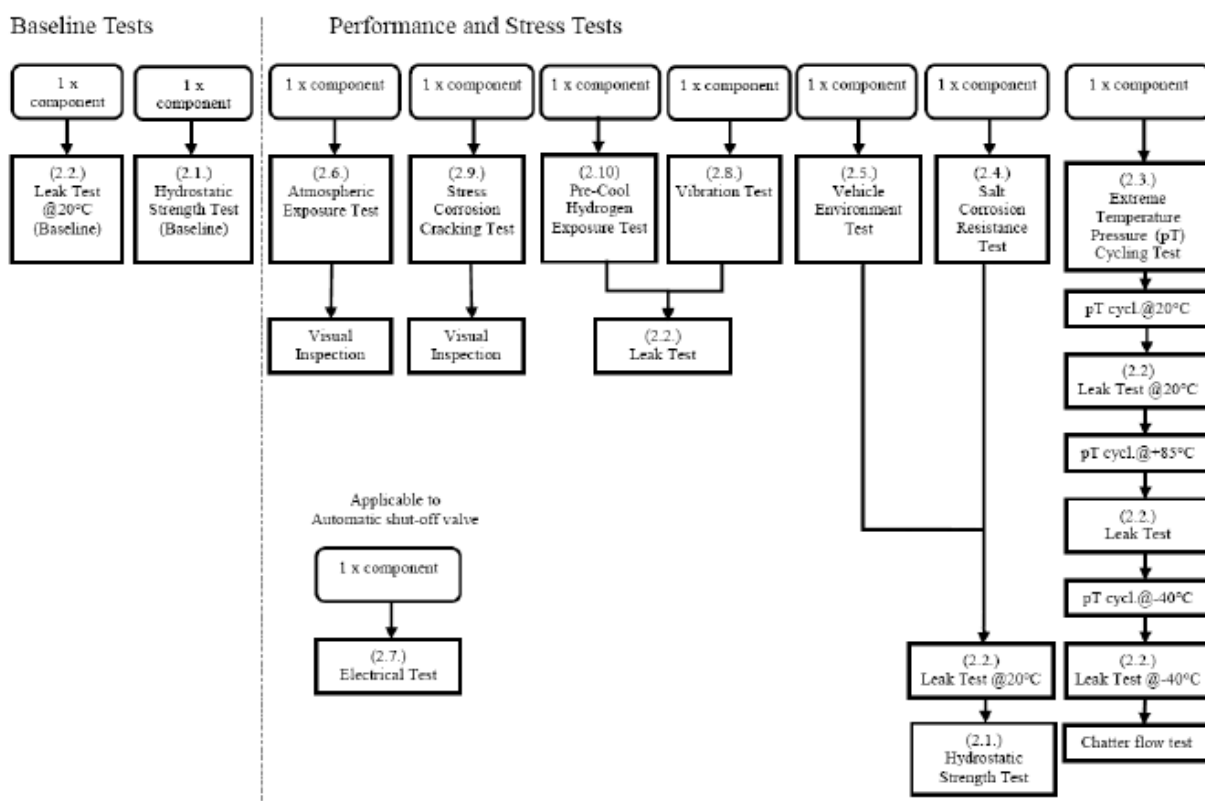 Baseline Tests
Performance and Stress Tests
1 x
component
1 x
component
1 x component
1 x component
1 x component
1 x component
1 x component
1 x component
1 x component
(2.2.)
Leak Test
@20°C
(Baseline)
(2.1.)
Hydrostatic
Strength Test
(Baseline)
(2.6.)
Atmospheric
Exposure Test
(2.9.)
Stress
Corrosion
Cracking Test
(2.10)
Pre-Cool
Hydrogen
Exposure Test
(2.8.)
Vibration Test
(2.5.)
Vehicle
Environment
Test
(2.4.)
Salt
Corrosion
Resistance
Test
(2.3.)
Extreme
Temperature
Pressure (pT)
Cycling Test
Visual
Inspection
Visual
Inspection
(2.2.)
Leak Test
pT cycl.@20°C
(2.2)
Leak Test @20°C
pT cycl.@+85°C
(2.2.)
Leak Test
pT cycl.@-40°C
(2.2.)
Leak Test @-40°C
Chatter flow test
Applicable to
Automatic shut-off valve
1 x component
(2.7.)
Electrical Test
(2.2.)
Leak Test @20°C
(2.1.)
Hydrostatic
Strength Test